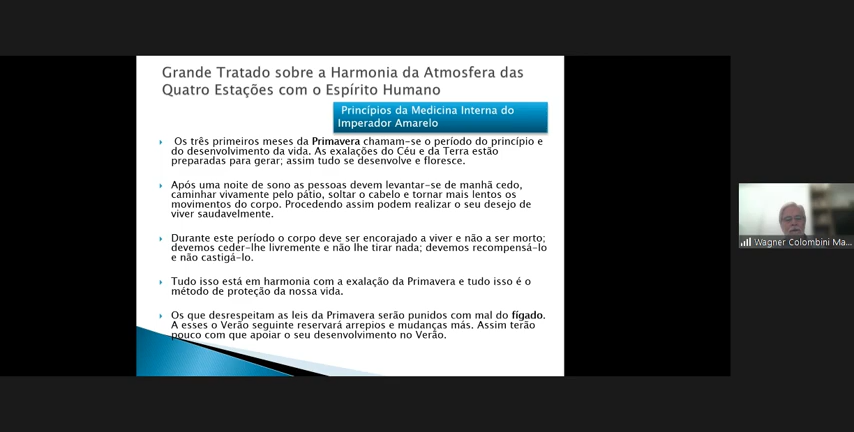 Grande Tratado sobre a Harmonia da Atmosfera das
Quatro Estações com o Espírito Humano
Princípios da Medicina Interna do
Imperador Amarelo
Os três primeiros meses da Primavera chamam-se o período do princípio e
do desenvolvimento da vida. As exalações do Céu e da Terra estão
preparadas para gerar; assim tudo se desenvolve e floresce.
Após uma noite de sono as pessoas devem levantar-se de manhã cedo,
caminhar vivamente pelo pátio, soltar o cabelo e tornar mais lentos os
movimentos do corpo. Procedendo assim podem realizar o seu desejo de
viver saudavelmente.
Durante este período o corpo deve ser encorajado a viver e não a ser morto;
devemos ceder-lhe livremente e não lhe tirar nada; devemos recompensá-lo
e não castigá-lo.
Tudo isso está em harmonia com a exalação da Primavera e tudo isso é o
método de proteção da nossa vida.
Os que desrespeitam as leis da Primavera serão punidos com mal do fígado.
A esses o Verão seguinte reservará arrepios e mudanças más. Assim terão
pouco com que apoiar o seu desenvolvimento no Verão.
Wagner Colombini Ma...